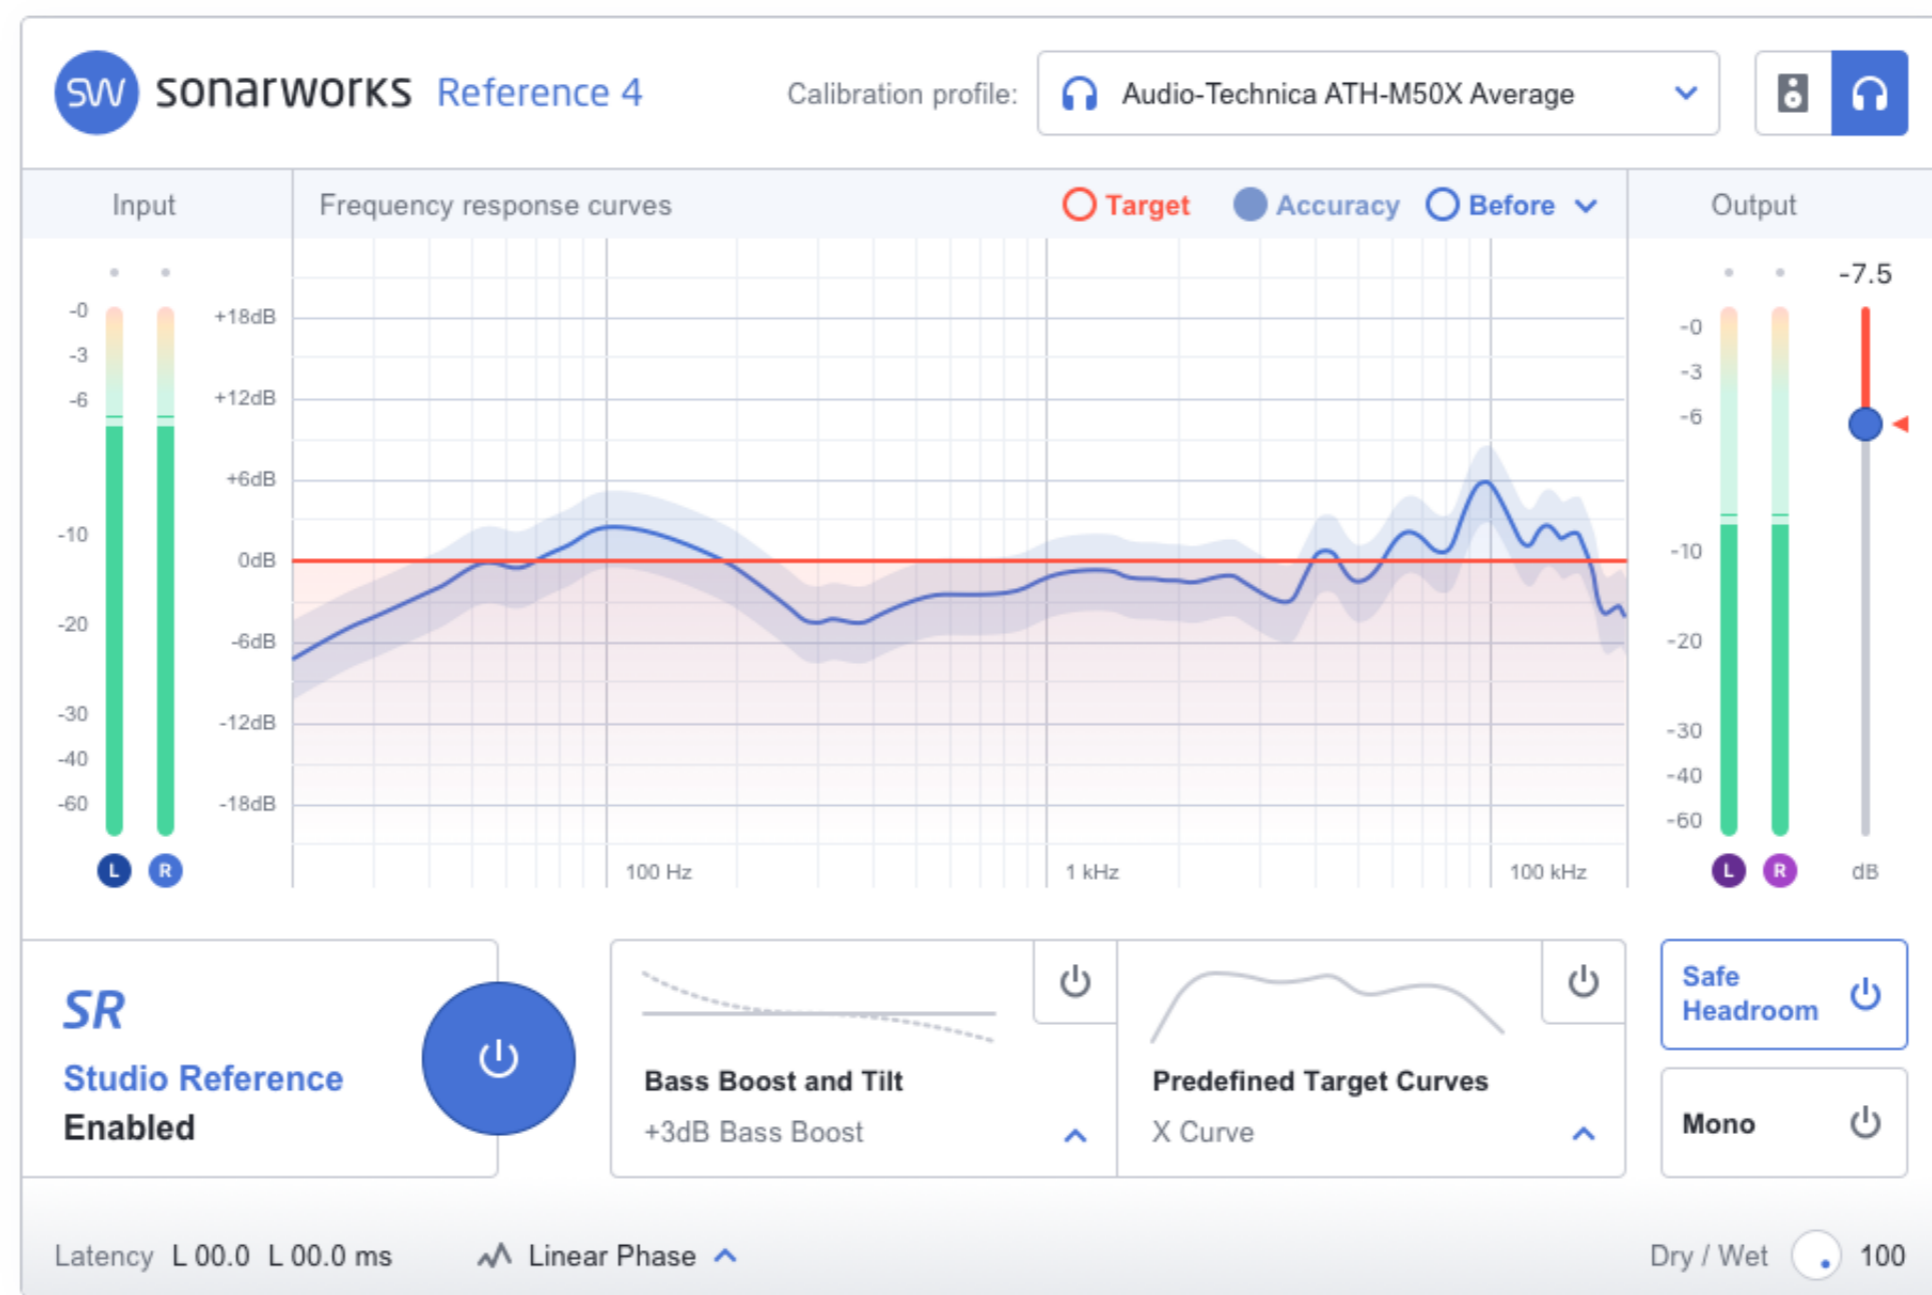 SW sonarworks Reference 4
Calibration profile: Audio-Technica ATH-M50X Average
Input
Frequency response curves
Target Accuracy Before
Output
-7.5
-0
-3
-6
-10
-20
-30
-40
-60
L R
+18dB
+12dB
+6dB
0dB
-6dB
-12dB
-18dB
100 Hz 1 kHz 100 kHz
-0
-3
-6
-10
-20
-30
-40
-60
L R dB
SR
Studio Reference
Enabled
Bass Boost and Tilt
+3dB Bass Boost
Predefined Target Curves
X Curve
Safe
Headroom
Mono
Latency L 00.0 L 00.0 ms
Linear Phase
Dry / Wet 100